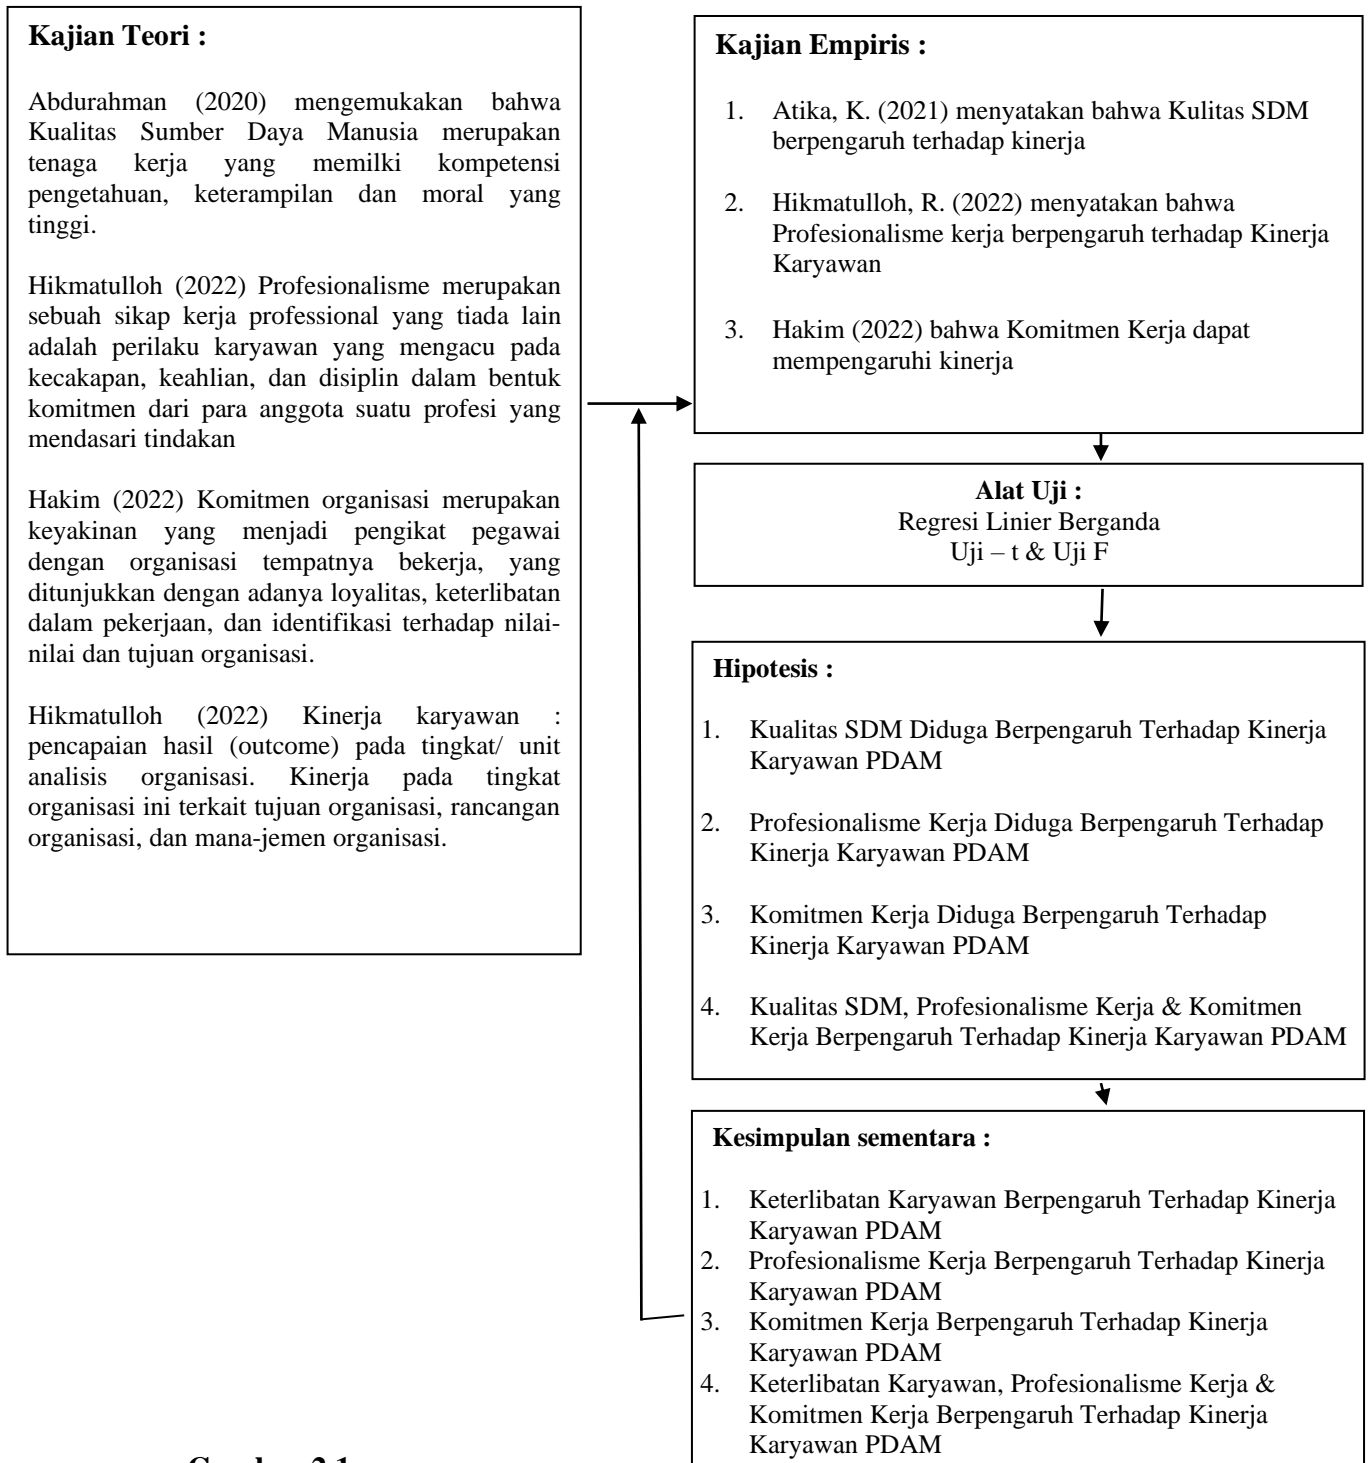 Kajian Teori :
Abdurahman (2020) mengemukakan bahwa
Kualitas Sumber Daya Manusia merupakan
tenaga kerja yang memilki kompetensi
pengetahuan, keterampilan dan moral yang
tinggi.
Hikmatulloh (2022) Profesionalisme merupakan
sebuah sikap kerja professional yang tiada lain
adalah perilaku karyawan yang mengacu pada
kecakapan, keahlian, dan disiplin dalam bentuk
komitmen dari para anggota suatu profesi yang
mendasari tindakan
Hakim (2022) Komitmen organisasi merupakan
keyakinan yang menjadi pengikat pegawai
dengan organisasi tempatnya bekerja, yang
ditunjukkan dengan adanya loyalitas, keterlibatan
dalam pekerjaan, dan identifikasi terhadap nilai-
nilai dan tujuan organisasi.
Hikmatulloh (2022) Kinerja karyawan :
pencapaian hasil (outcome) pada tingkat/ unit
analisis organisasi. Kinerja pada tingkat
organisasi ini terkait tujuan organisasi, rancangan
organisasi, dan mana-jemen organisasi.
Kajian Empiris :
1. Atika, K. (2021) menyatakan bahwa Kulitas SDM
berpengaruh terhadap kinerja
2. Hikmatulloh, R. (2022) menyatakan bahwa
Profesionalisme kerja berpengaruh terhadap Kinerja
Karyawan
3. Hakim (2022) bahwa Komitmen Kerja dapat
mempengaruhi kinerja
Alat Uji :
Regresi Linier Berganda
Uji – t & Uji F
Hipotesis :
1. Kualitas SDM Diduga Berpengaruh Terhadap Kinerja
Karyawan PDAM
2. Profesionalisme Kerja Diduga Berpengaruh Terhadap
Kinerja Karyawan PDAM
3. Komitmen Kerja Diduga Berpengaruh Terhadap
Kinerja Karyawan PDAM
4. Kualitas SDM, Profesionalisme Kerja & Komitmen
Kerja Berpengaruh Terhadap Kinerja Karyawan PDAM
Kesimpulan sementara :
1. Keterlibatan Karyawan Berpengaruh Terhadap Kinerja
Karyawan PDAM
2. Profesionalisme Kerja Berpengaruh Terhadap Kinerja
Karyawan PDAM
3. Komitmen Kerja Berpengaruh Terhadap Kinerja
Karyawan PDAM
4. Keterlibatan Karyawan, Profesionalisme Kerja &
Komitmen Kerja Berpengaruh Terhadap Kinerja
Karyawan PDAM